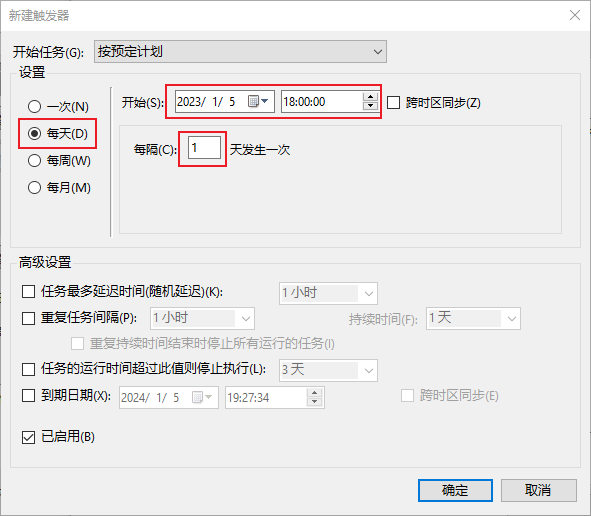 新建触发器
开始任务(G): 按预定计划
设置
一次(N)
每天(D)
每周(W)
每月(M)
开始(S): 2023/ 1/ 5 18:00:00 跨时区同步(Z)
每隔(C): 1 天发生一次
高级设置
任务最多延迟时间(随机延迟)(K): 1 小时
重复任务间隔(P): 1 小时 持续时间(F): 1 天
重复持续时间结束时停止所有运行的任务(I)
任务的运行时间超过此值则停止执行(L): 3 天
到期日期(X): 2024/ 1/ 5 19:27:34 跨时区同步(E)
已启用(B)
确定 取消